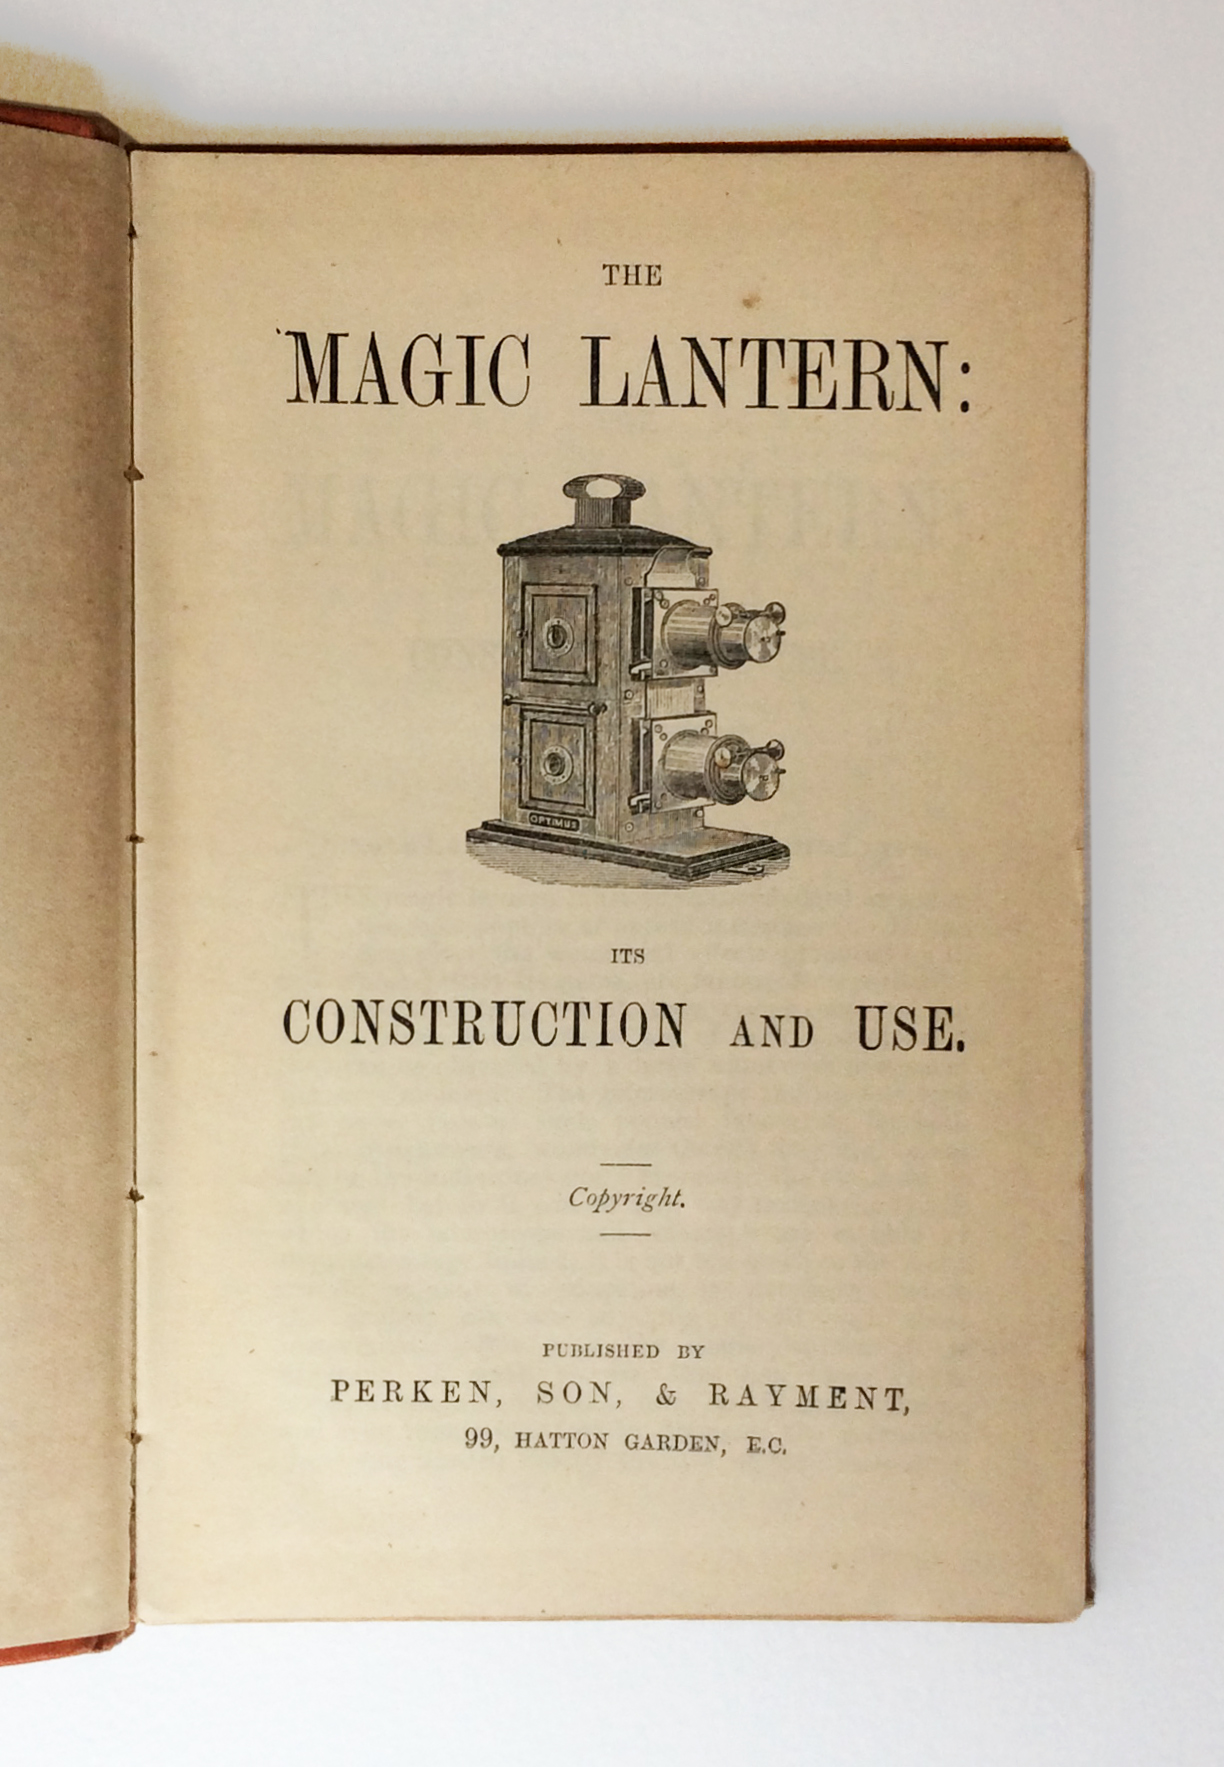 THE
MAGIC LANTERN:
OPTIMUS
ITS
CONSTRUCTION AND USE.
Copyright.
PUBLISHED BY
PERKEN, SON, & RAYMENT,
99, HATTON GARDEN, E.C.